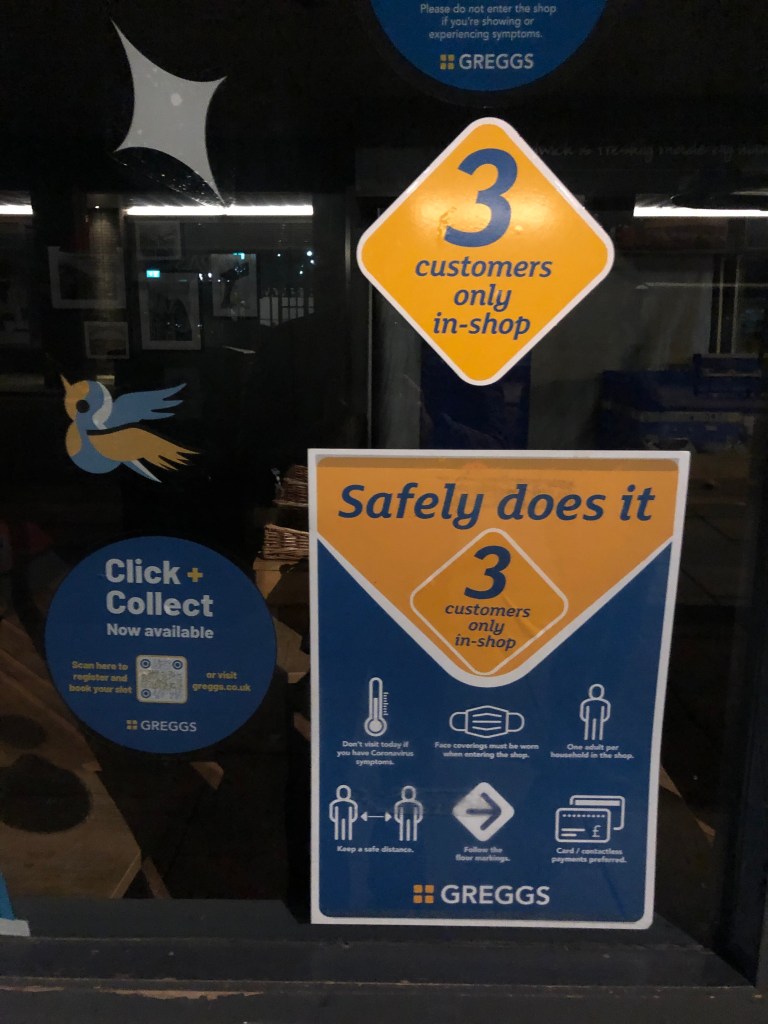 Please do not enter the shop
if you're showing or
experiencing symptoms.
GREGGS
3
customers
only
in-shop
Safely does it
3
customers
only
in-shop
Click +
Collect
Now available
Scan here to
register and
book your slot
or visit
greggs.co.uk
GREGGS
Don't visit today if
you have Coronavirus
symptoms.
Face coverings must be worn
when entering the shop.
One adult per
household in the shop.
Keep a safe distance.
Follow the
floor markings.
£
Card / contactless
payments preferred.
GREGGS